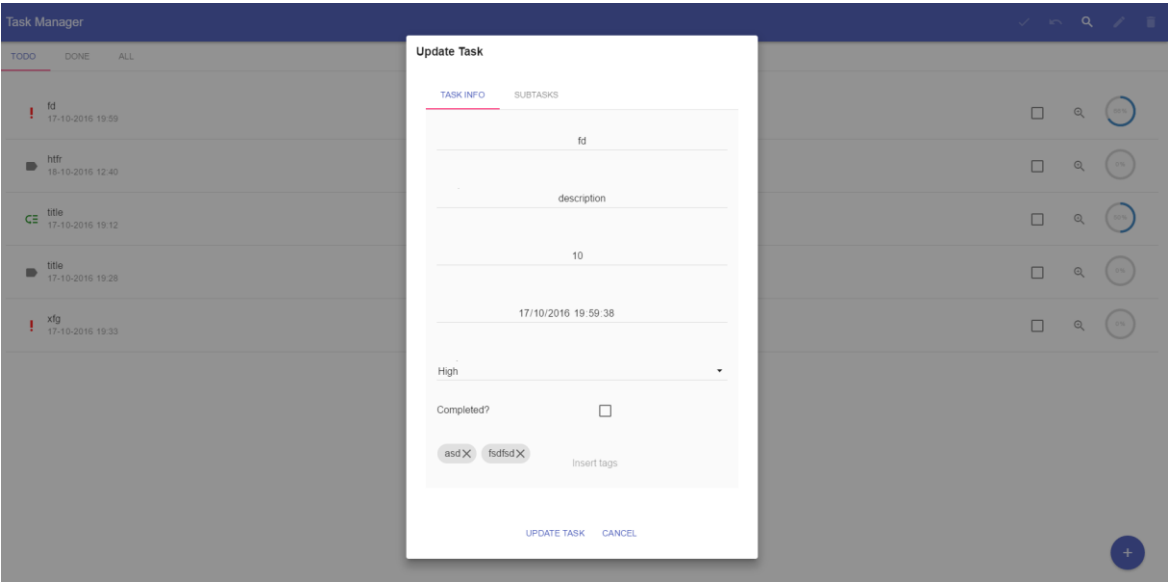 Task Manager
TODO DONE ALL
fd
17-10-2016 19:59
htfr
18-10-2016 12:40
title
17-10-2016 19:12
title
17-10-2016 19:28
xfg
17-10-2016 19:33
Update Task
TASK INFO SUBTASKS
fd
description
10
17/10/2016 19:59:38
High
Completed?
asd fsdfsd Insert tags
UPDATE TASK CANCEL